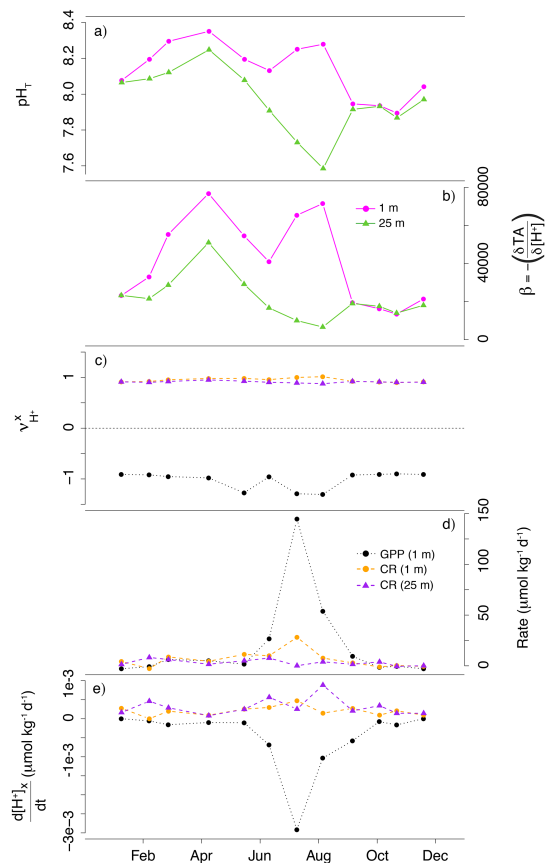 a)
8.4
8.2
8.0
7.8
7.6
pH_T
b)
80000
40000
0
β = −(δTA/δ[H⁺])
1 m
25 m
c)
1
0
−1
ν^x_H⁺
d)
150
100
50
0
Rate (μmol kg⁻¹ d⁻¹)
GPP (1 m)
CR (1 m)
CR (25 m)
e)
1e-3
0
-1e-3
-3e-3
d[H⁺]_x/dt (μmol kg⁻¹ d⁻¹)
Feb Apr Jun Aug Oct Dec